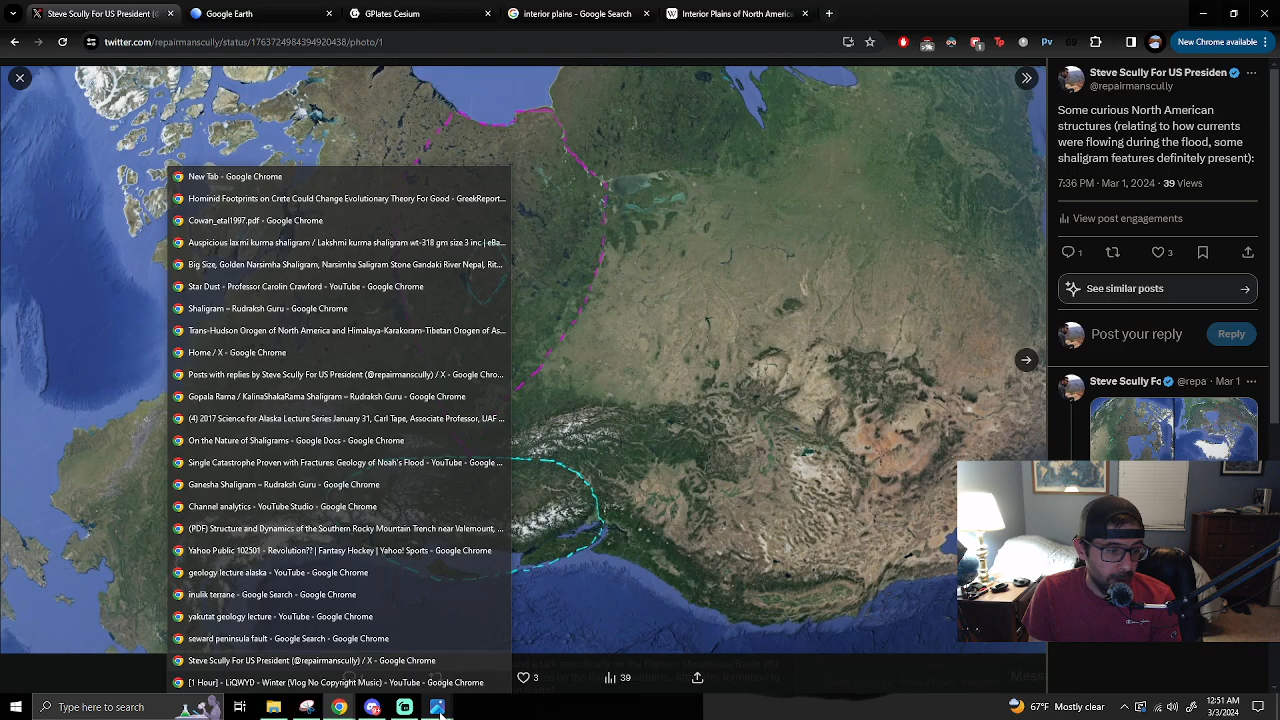 X Steve Scully For US President (@
Google Earth
GPlates Cesium
interior plains - Google Search
Interior Plains of North America
twitter.com/repairmanscully/status/1763724984394920438/photo/1
New Chrome available
Steve Scully For US Presiden
@repairmanscully
Some curious North American
structures (relating to how currents
were flowing during the flood, some
shaligram features definitely present):
7:36 PM · Mar 1, 2024 · 39 Views
View post engagements
1
3
See similar posts
Post your reply
Reply
Steve Scully Fo @repa · Mar 1
New Tab - Google Chrome
Hominid Footprints on Crete Could Change Evolutionary Theory For Good - GreekReport...
Cowan_etal1997.pdf - Google Chrome
Auspicious laxmi kurma shaligram / Lakshmi kurma shaligram wt-318 gm size 3 inc | eBa...
Big Size, Golden Narsimha Shaligram, Narsimha Saligram Stone Gandaki River Nepal, Rit...
Star Dust - Professor Carolin Crawford - YouTube - Google Chrome
Shaligram – Rudraksh Guru - Google Chrome
Trans-Hudson Orogen of North America and Himalaya-Karakoram-Tibetan Orogen of As...
Home / X - Google Chrome
Posts with replies by Steve Scully For US President (@repairmanscully) / X - Google Chro...
Gopala Rama / KalinaShakaRama Shaligram – Rudraksh Guru - Google Chrome
(4) 2017 Science for Alaska Lecture Series January 31, Carl Tape, Associate Professor, UAF ...
On the Nature of Shaligrams - Google Docs - Google Chrome
Single Catastrophe Proven with Fractures: Geology of Noah's Flood - YouTube - Google ...
Ganesha Shaligram – Rudraksh Guru - Google Chrome
Channel analytics - YouTube Studio - Google Chrome
(PDF) Structure and Dynamics of the Southern Rocky Mountain Trench near Valemount, ...
Yahoo Public 102501 - Revolution?? | Fantasy Hockey | Yahoo! Sports - Google Chrome
geology lecture alaska - YouTube - Google Chrome
inulik terrane - Google Search - Google Chrome
yakutat geology lecture - YouTube - Google Chrome
seward peninsula fault - Google Search - Google Chrome
Steve Scully For US President (@repairmanscully) / X - Google Chrome
[1 Hour] - LiQWYD - Winter (Vlog No Copyright Music) - YouTube - Google Chrome
3
39
Type here to search
67°F Mostly clear
12:51 AM
3/3/2024